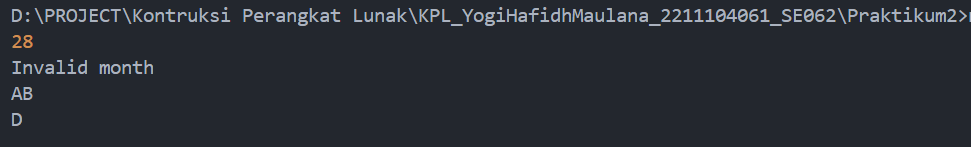 D:\PROJECT\Kontruksi Perangkat Lunak\KPL_YogiHafidhMaulana_2211104061_SE062\Praktikum2>
28
Invalid month
AB
D